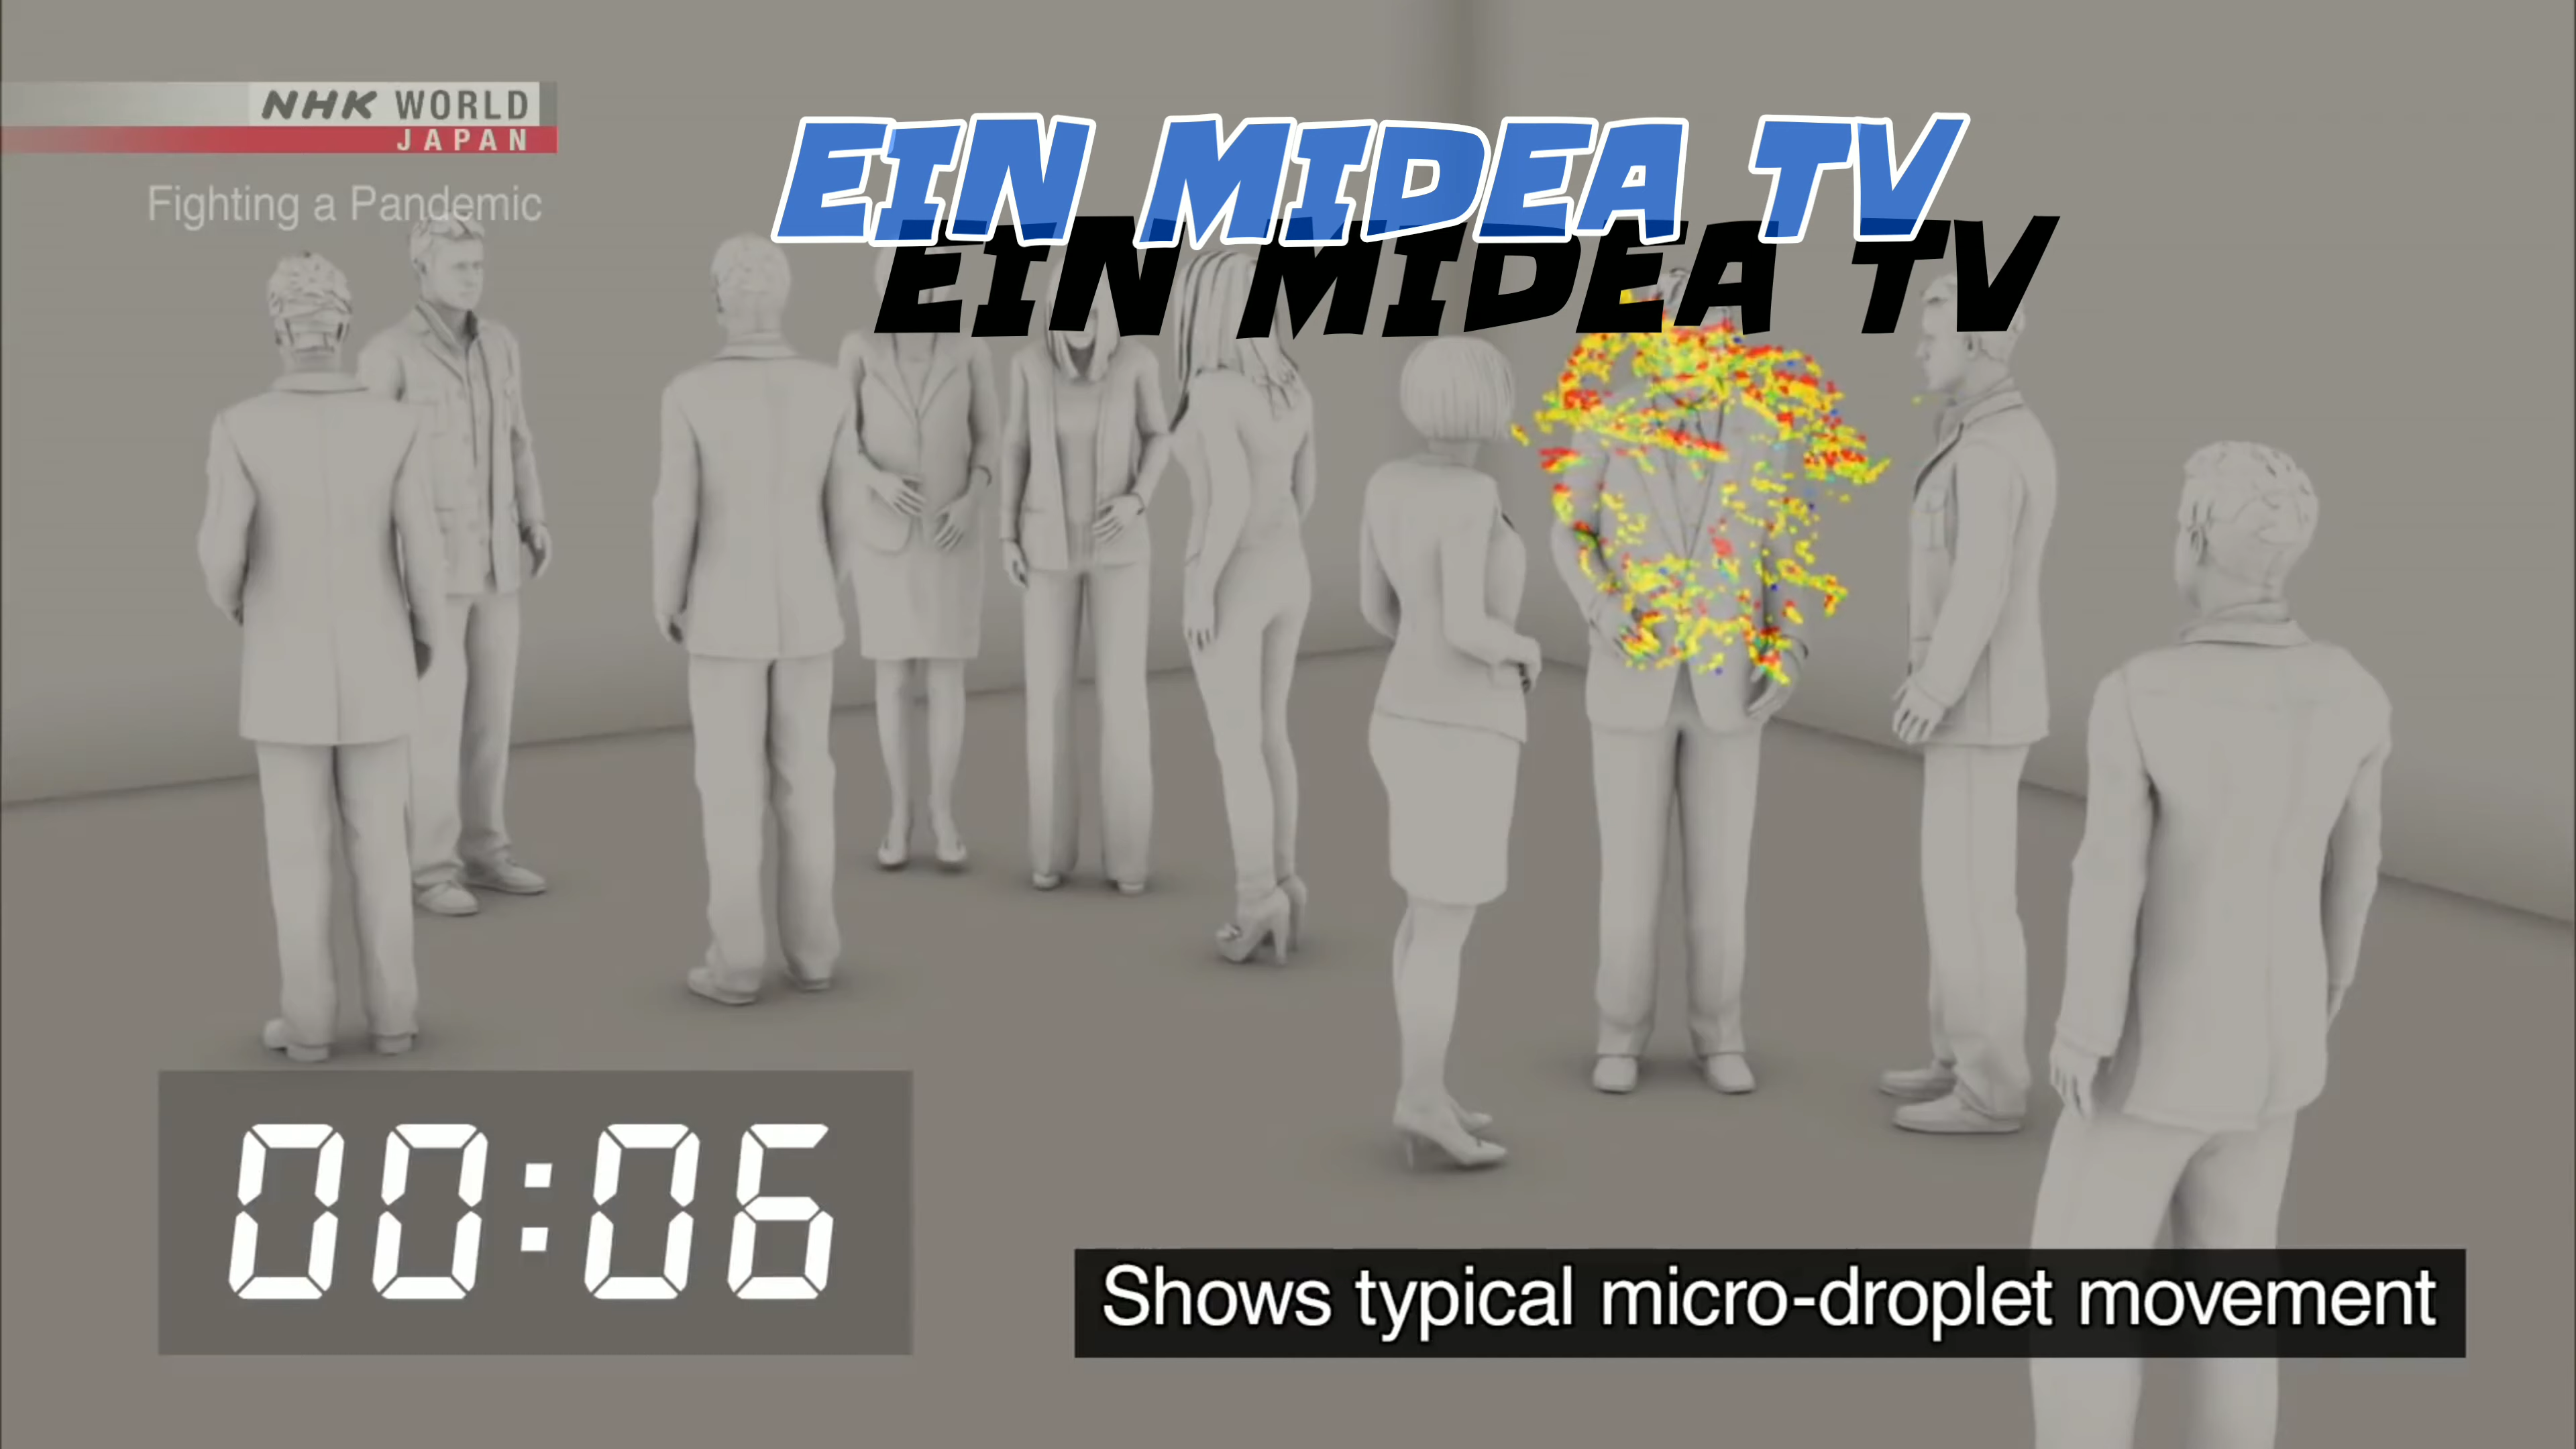 NHK WORLD
JAPAN
Fighting a Pandemic
EIN MIDEA TV
EIN MIDEA TV
00:06
Shows typical micro-droplet movement